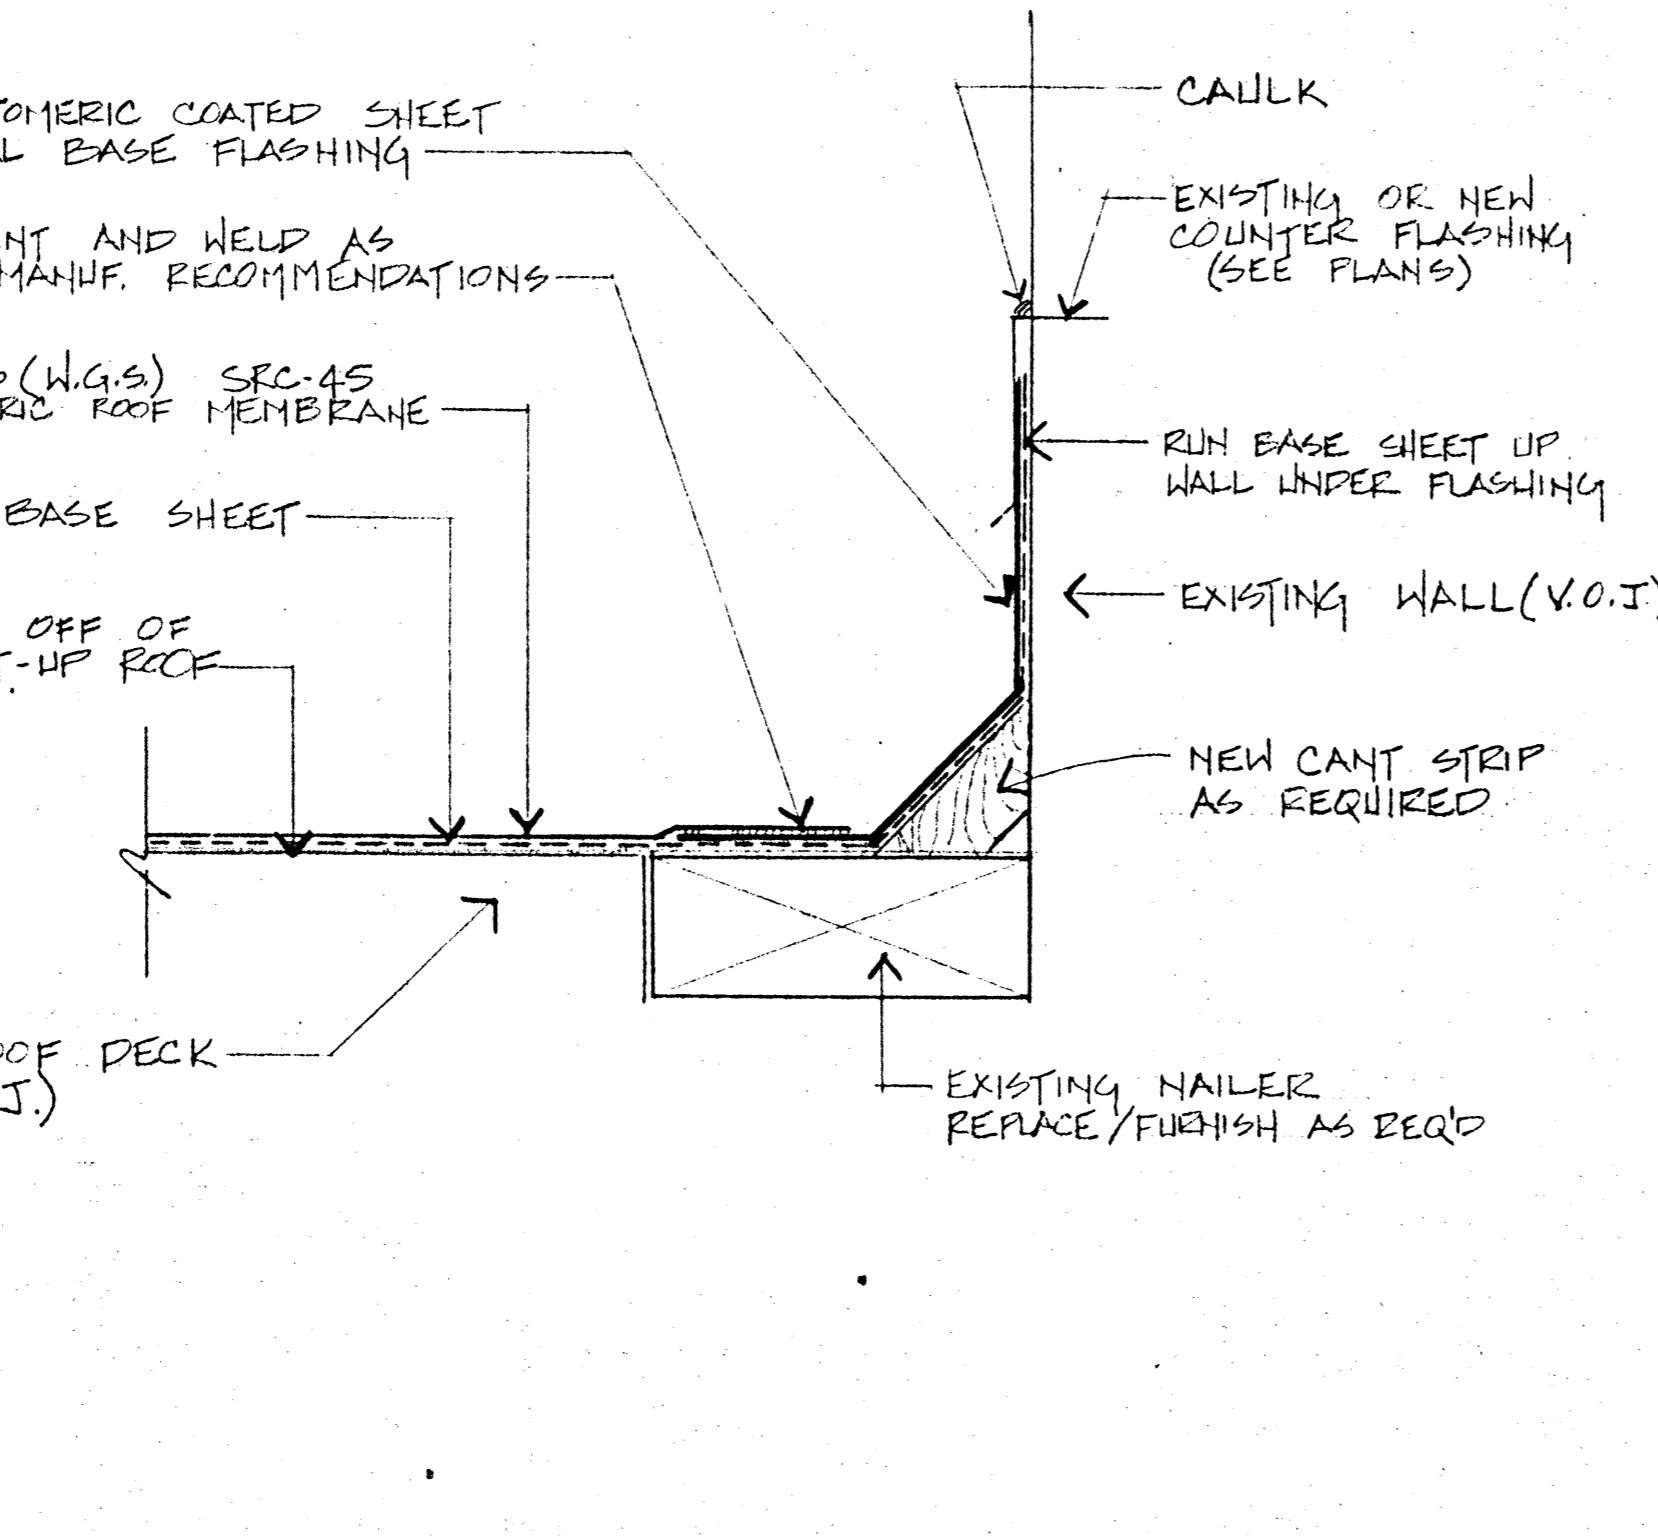 TOMERIC COATED SHEET
L BASE FLASHING
NT AND WELD AS
MANUF. RECOMMENDATIONS
(W.G.S.) SRC-45
RIC ROOF MEMBRANE
BASE SHEET
OFF OF
T-UP ROOF
OOF DECK
J.)
CAULK
EXISTING OR NEW
COUNTER FLASHING
(SEE PLANS)
RUN BASE SHEET UP
WALL UNDER FLASHING
EXISTING WALL (V.O.J.)
NEW CANT STRIP
AS REQUIRED
EXISTING NAILER
REPLACE/FURNISH AS REQ'D